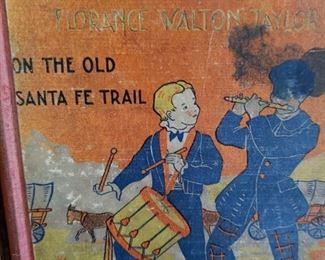 FLORANCE WALTON TAYLOR
ON THE OLD
SANTA FE TRAIL